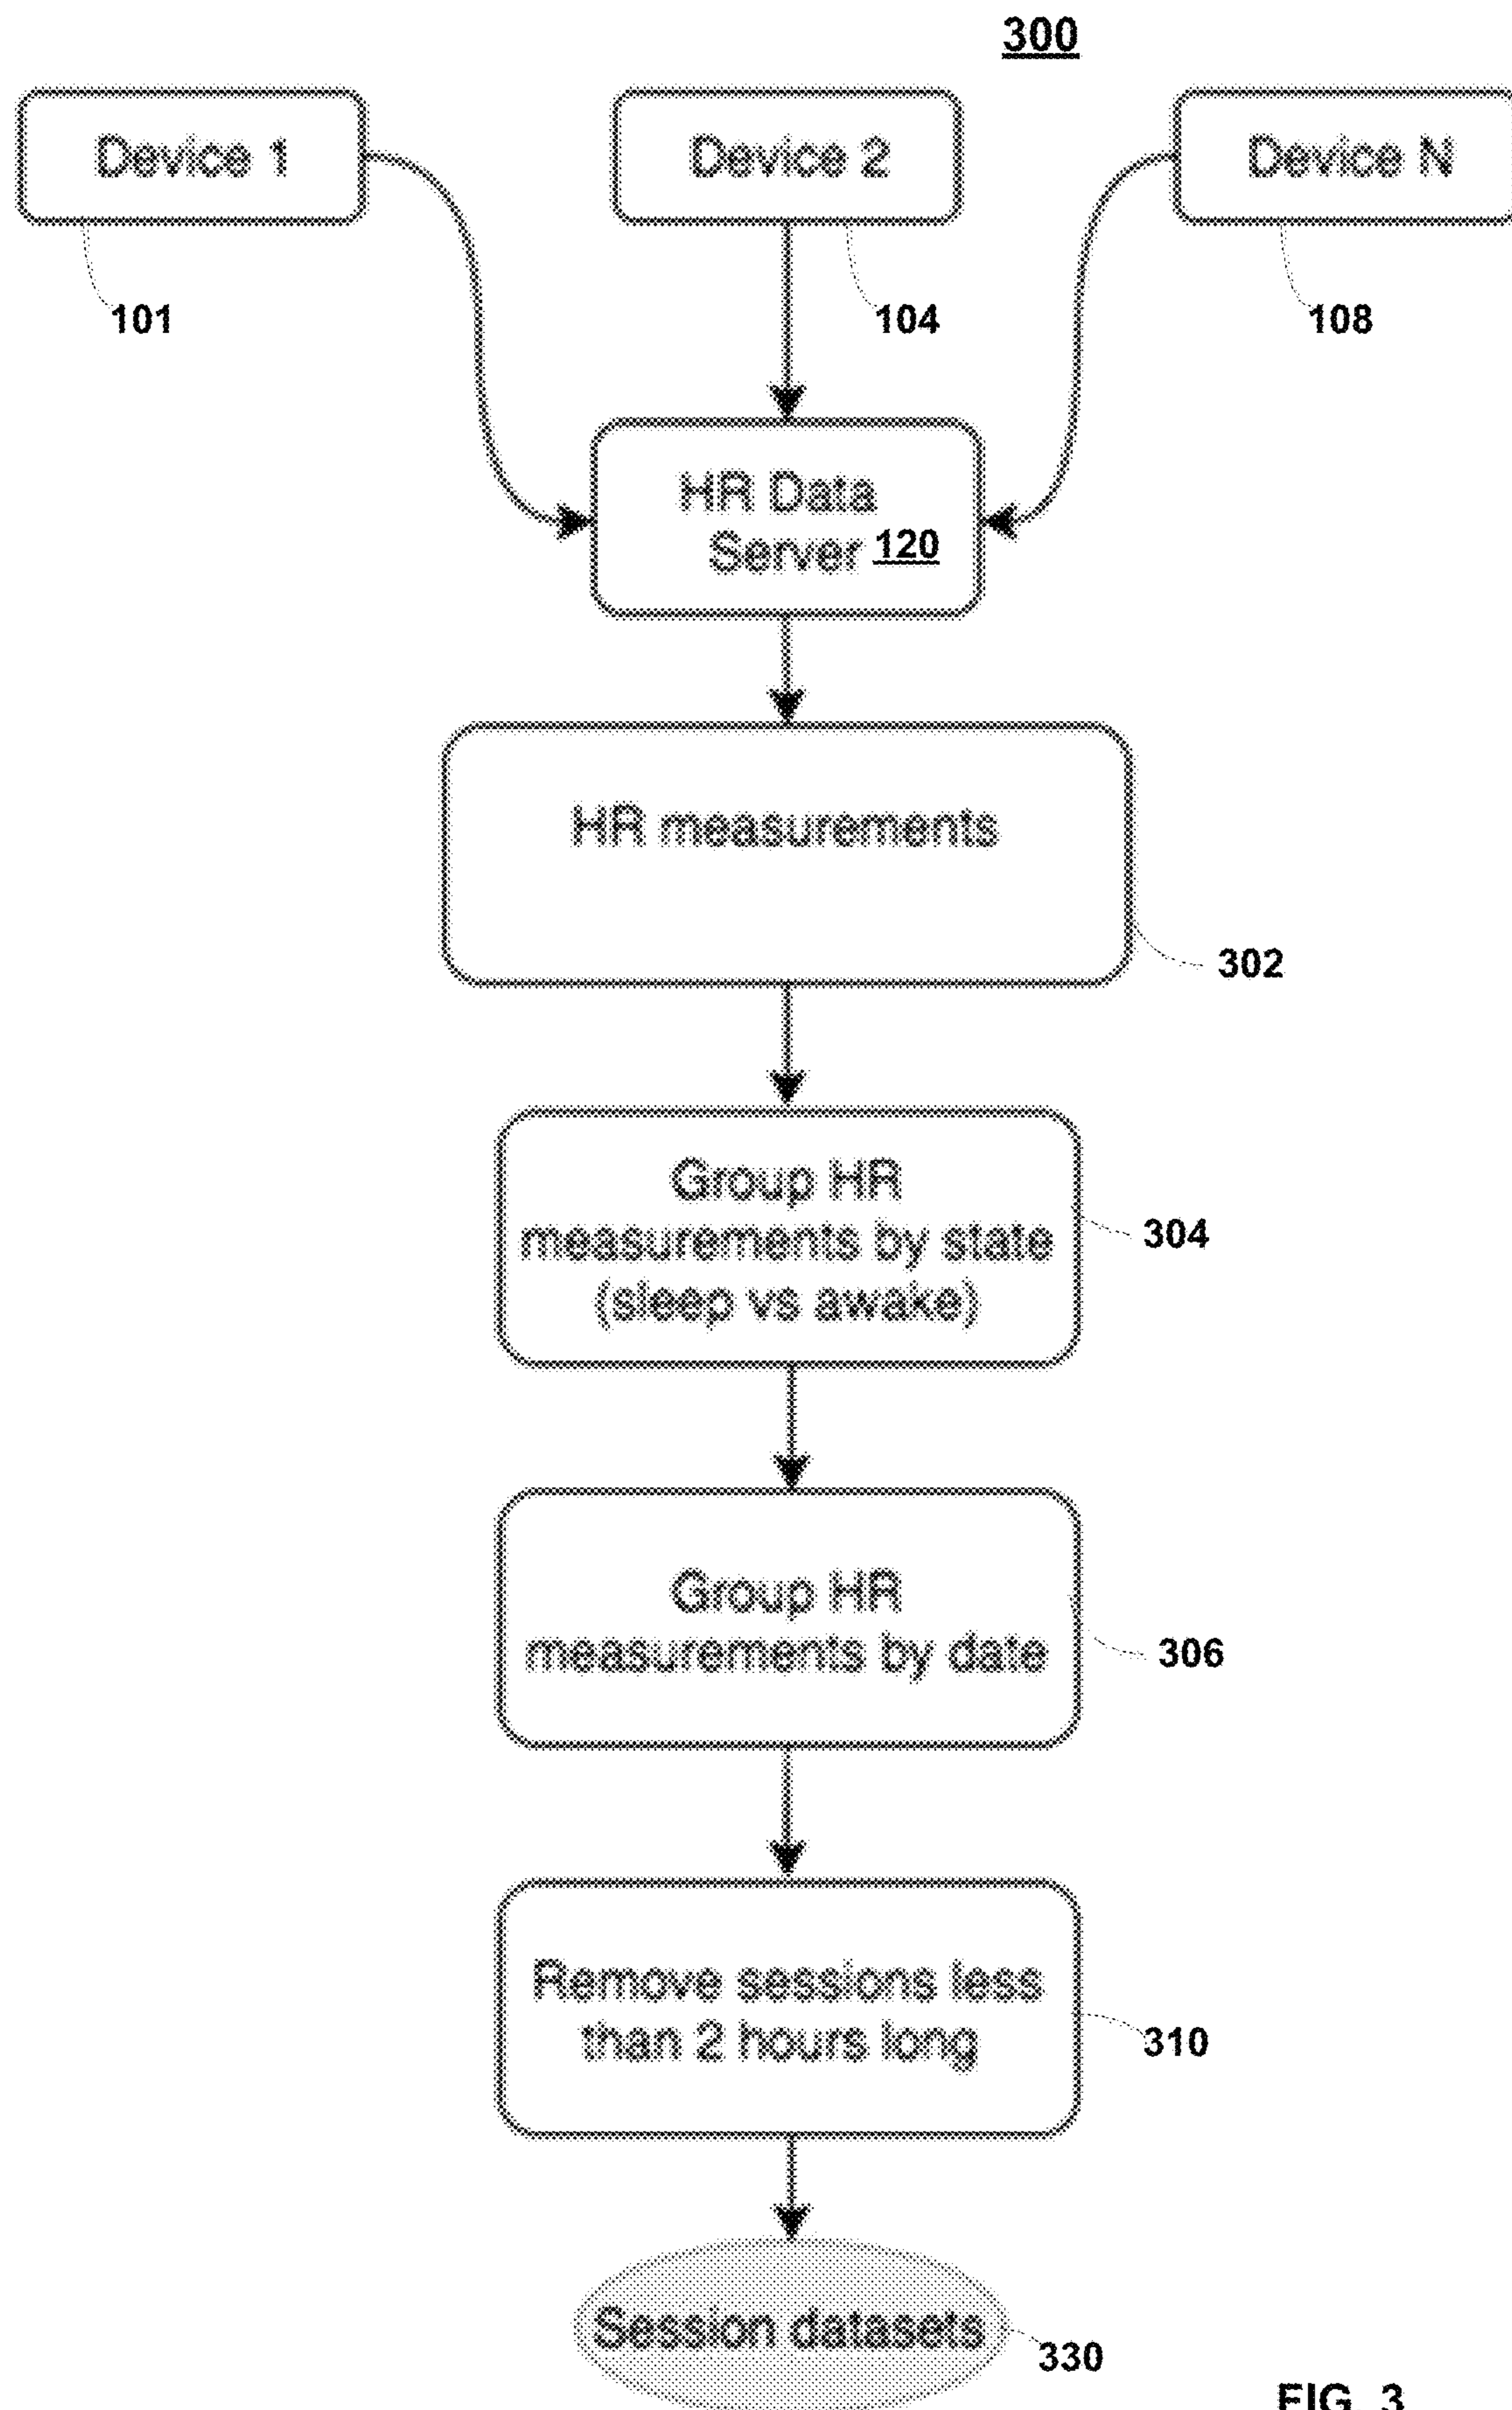 300
Device 1
Device 2
Device N
101
104
108
HR Data
Server 120
HR measurements
302
Group HR
measurements by state
(sleep vs awake)
304
Group HR
measurements by date
306
Remove sessions less
than 2 hours long
310
Session datasets
330
FIG. 3